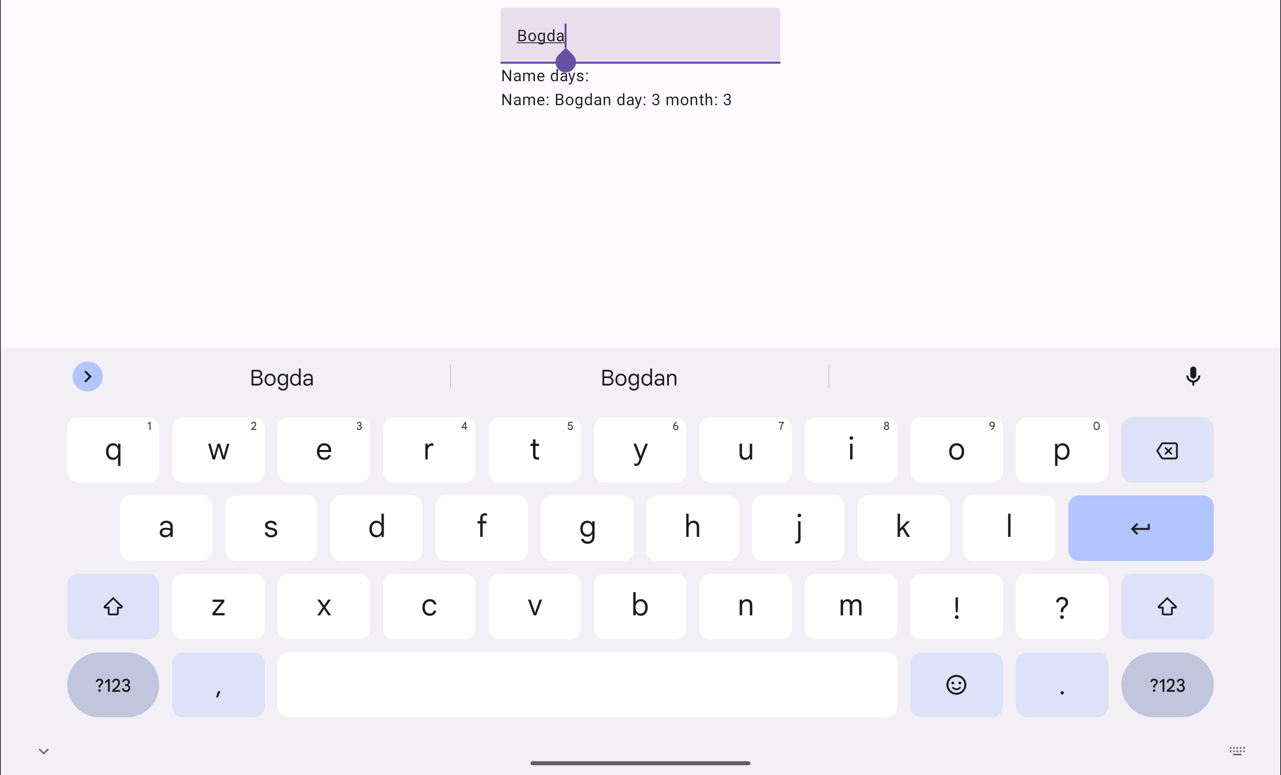 Bogda
Name days:
Name: Bogdan day: 3 month: 3
Bogda Bogdan
q 1 w 2 e 3 r 4 t 5 y 6 u 7 i 8 o 9 p 0
a s d f g h j k l
z x c v b n m ! ?
?123 , . ?123